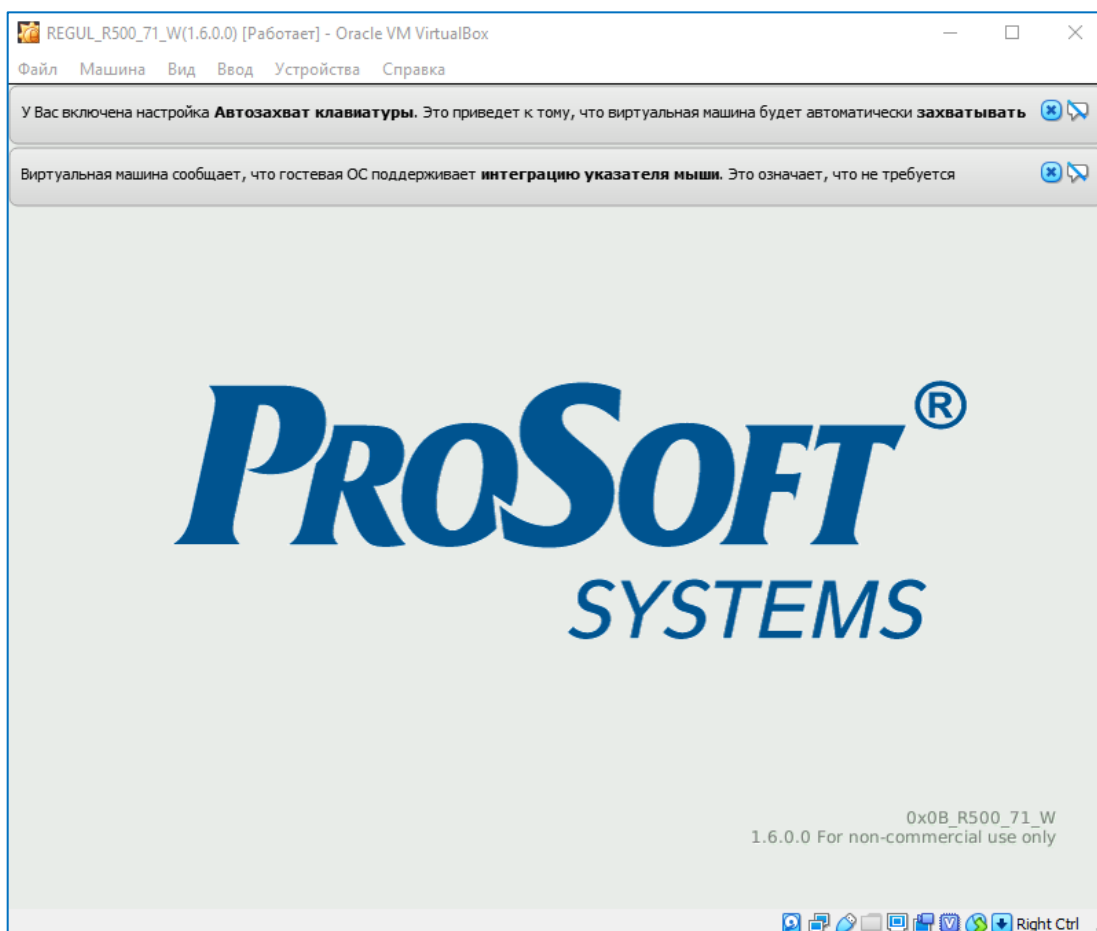 REGUL_R500_71_W(1.6.0.0) [Работает] - Oracle VM VirtualBox
Файл Машина Вид Ввод Устройства Справка
У Вас включена настройка Автозахват клавиатуры. Это приведет к тому, что виртуальная машина будет автоматически захватывать
Виртуальная машина сообщает, что гостевая ОС поддерживает интеграцию указателя мыши. Это означает, что не требуется
PROSOFT®
SYSTEMS
0x0B_R500_71_W
1.6.0.0 For non-commercial use only
Right Ctrl